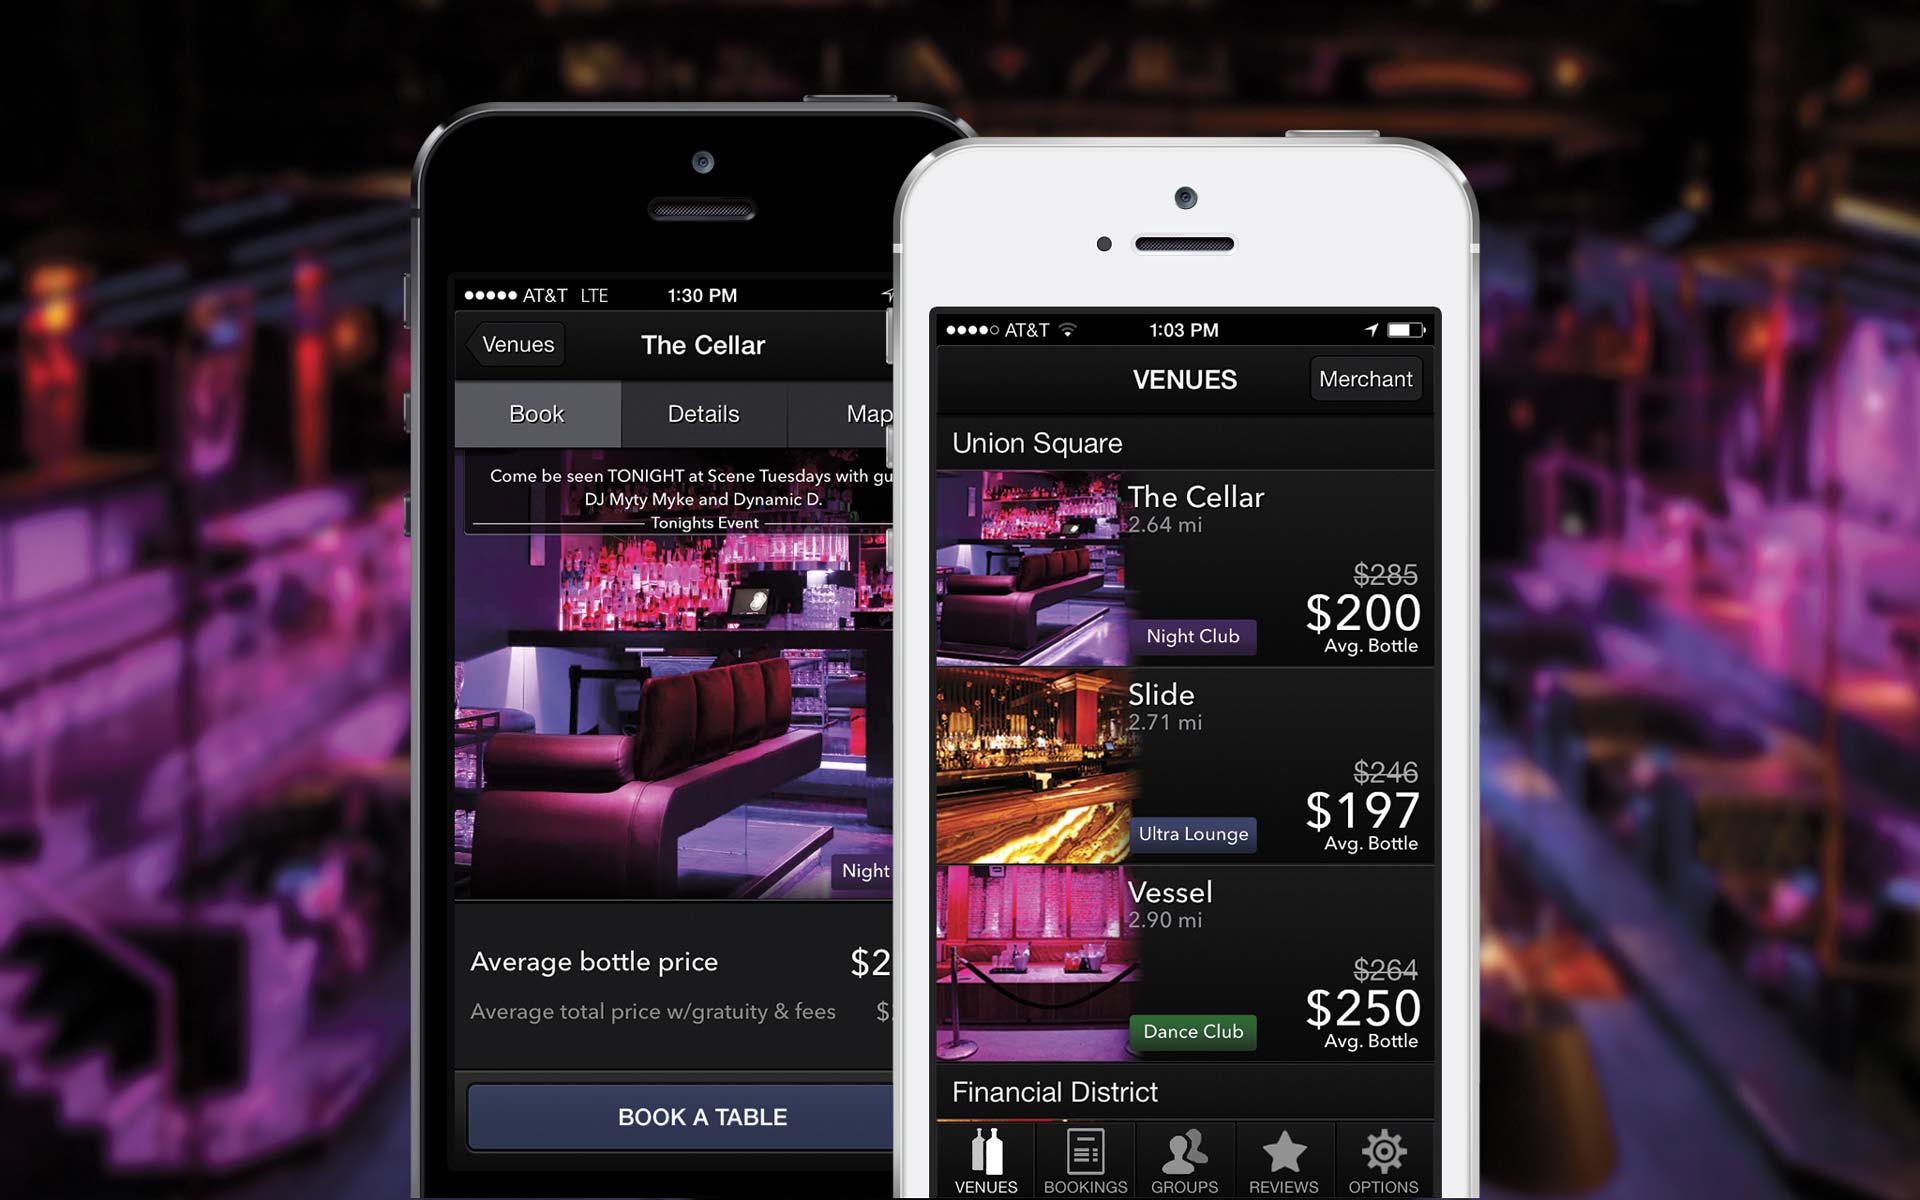 AT&T LTE 1:30 PM
Venues The Cellar
Book Details Map
Come be seen TONIGHT at Scene Tuesdays with gu
DJ Myty Myke and Dynamic D.
Tonights Event
Night
Average bottle price $2
Average total price w/gratuity & fees $
BOOK A TABLE
AT&T 1:03 PM
VENUES Merchant
Union Square
The Cellar
2.64 mi
$285
$200
Night Club
Avg. Bottle
Slide
2.71 mi
$246
$197
Ultra Lounge
Avg. Bottle
Vessel
2.90 mi
$264
$250
Dance Club
Avg. Bottle
Financial District
VENUES BOOKINGS GROUPS REVIEWS OPTIONS